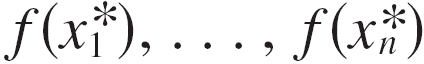 f(x₁*), . . . , f(xₙ*)